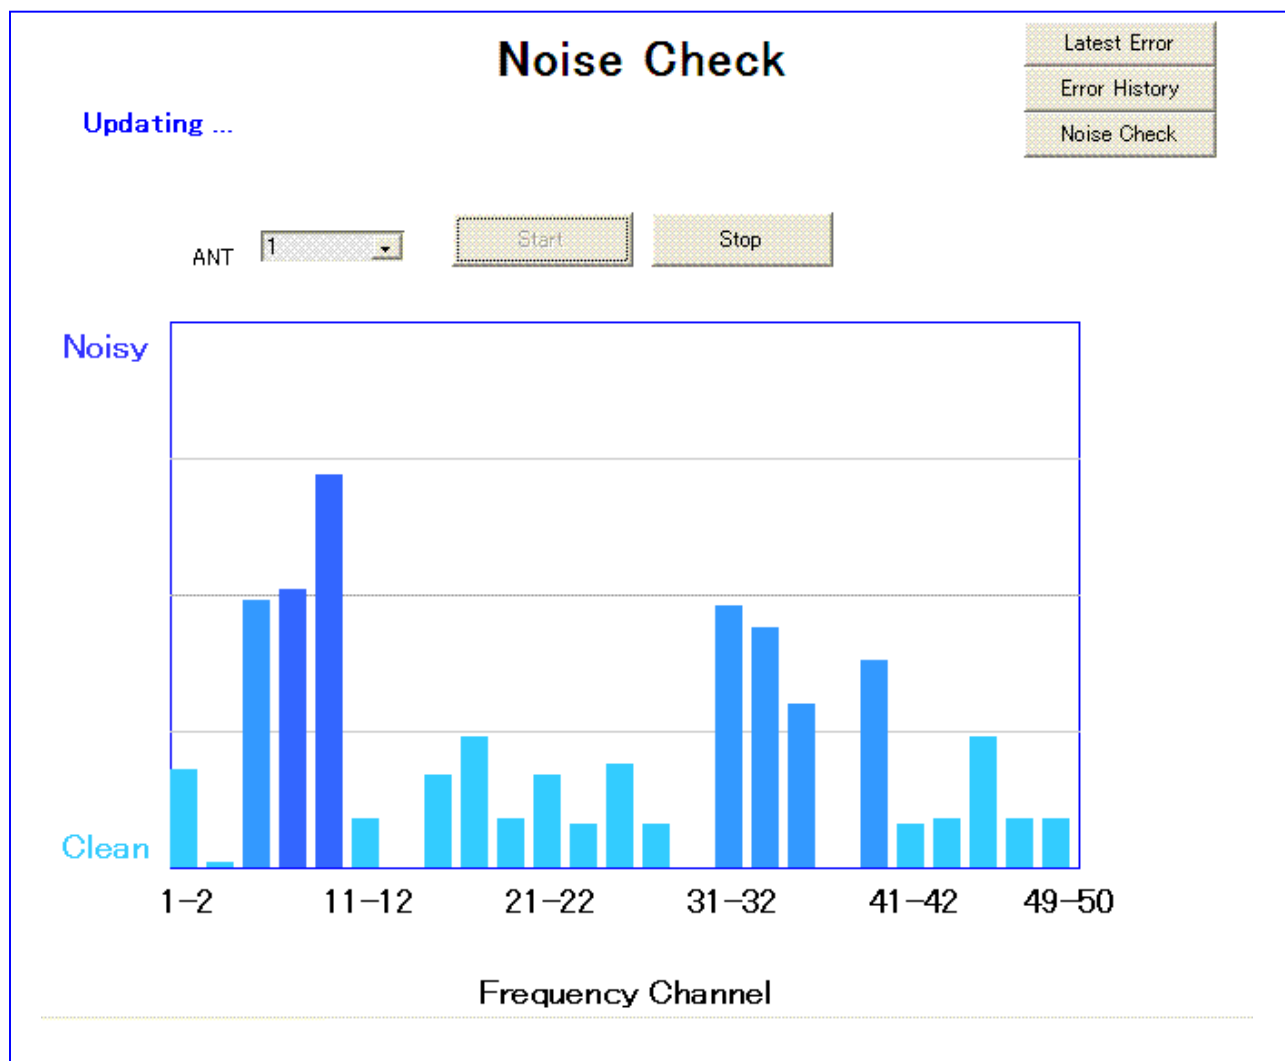 Noise Check
Latest Error
Error History
Noise Check
Updating ...
ANT
1
Start
Stop
Noisy
Clean
1-2 11-12 21-22 31-32 41-42 49-50
Frequency Channel